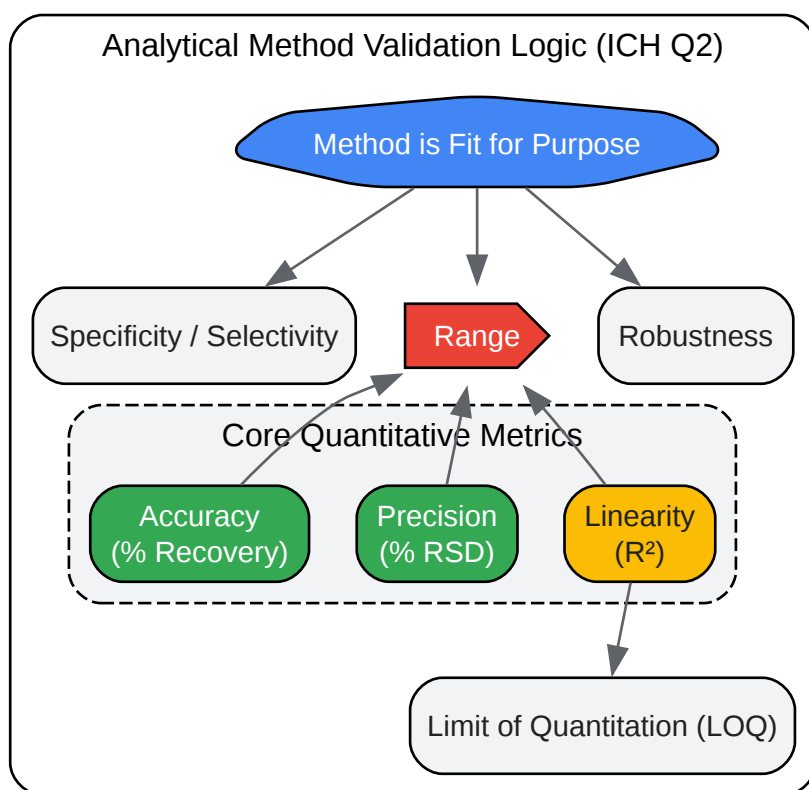 Analytical Method Validation Logic (ICH Q2)
Method is Fit for Purpose
Specificity / Selectivity
Range
Robustness
Core Quantitative Metrics
Accuracy
(% Recovery)
Precision
(% RSD)
Linearity
(R²)
Limit of Quantitation (LOQ)